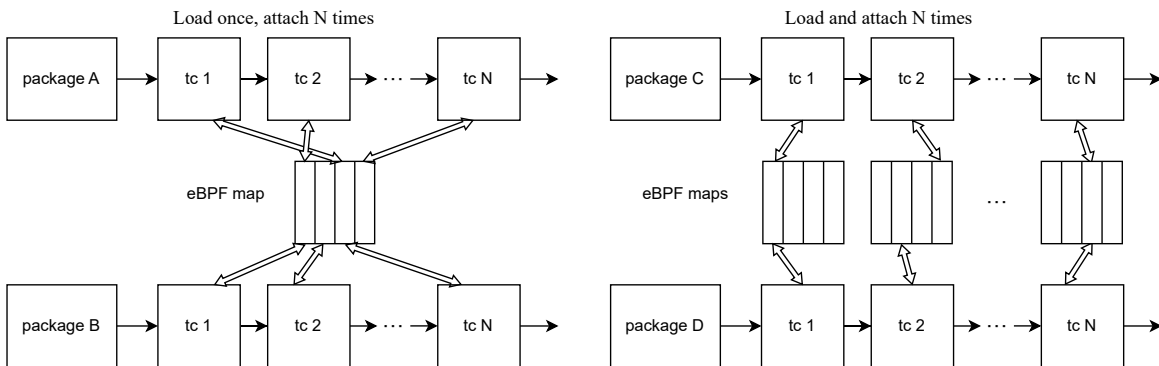 Load once, attach N times
package A
tc 1
tc 2
...
tc N
eBPF map
package B
tc 1
tc 2
...
tc N
Load and attach N times
package C
tc 1
tc 2
...
tc N
eBPF maps
...
package D
tc 1
tc 2
...
tc N